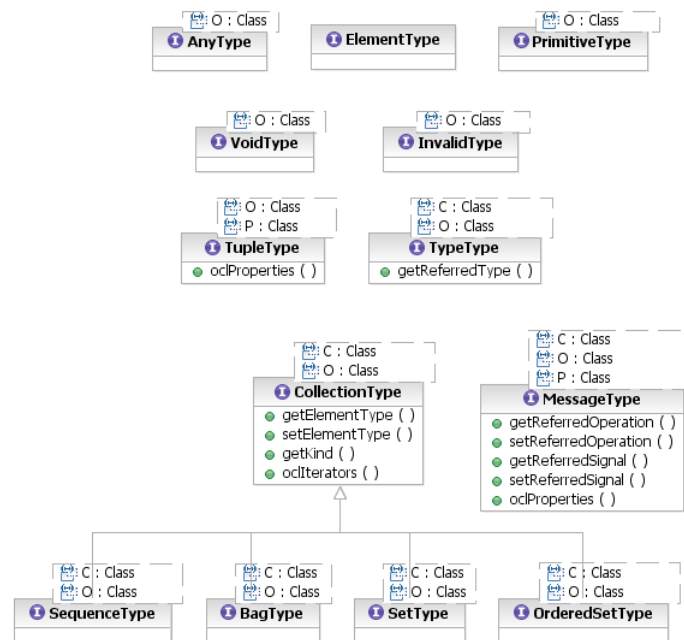 O : Class
AnyType
ElementType
O : Class
PrimitiveType
O : Class
VoidType
O : Class
InvalidType
O : Class
P : Class
TupleType
oclProperties ( )
C : Class
O : Class
TypeType
getReferredType ( )
C : Class
O : Class
CollectionType
getElementType ( )
setElementType ( )
getKind ( )
oclIterators ( )
C : Class
O : Class
P : Class
MessageType
getReferredOperation ( )
setReferredOperation ( )
getReferredSignal ( )
setReferredSignal ( )
oclProperties ( )
C : Class
O : Class
SequenceType
C : Class
O : Class
BagType
C : Class
O : Class
SetType
C : Class
O : Class
OrderedSetType